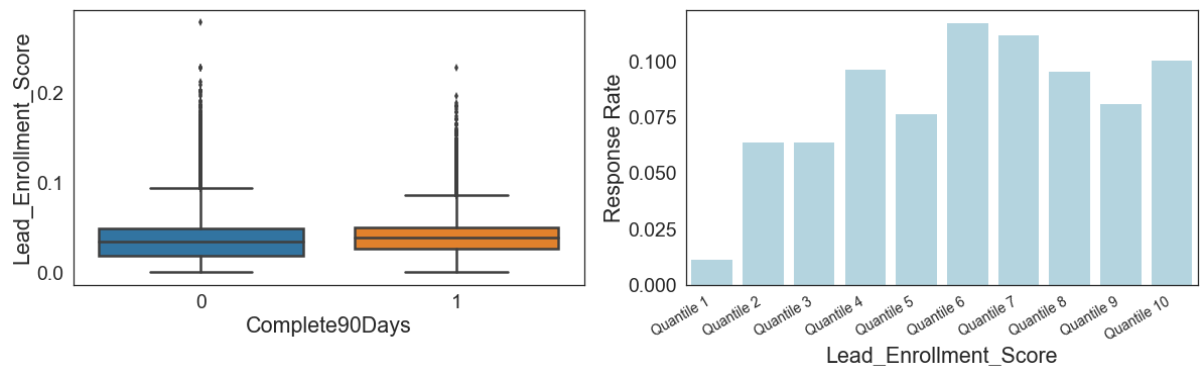 Lead_Enrollment_Score
0.2
0.1
0.0
0
1
Complete90Days
Response Rate
0.100
0.075
0.050
0.025
0.000
Quantile 1
Quantile 2
Quantile 3
Quantile 4
Quantile 5
Quantile 6
Quantile 7
Quantile 8
Quantile 9
Quantile 10
Lead_Enrollment_Score